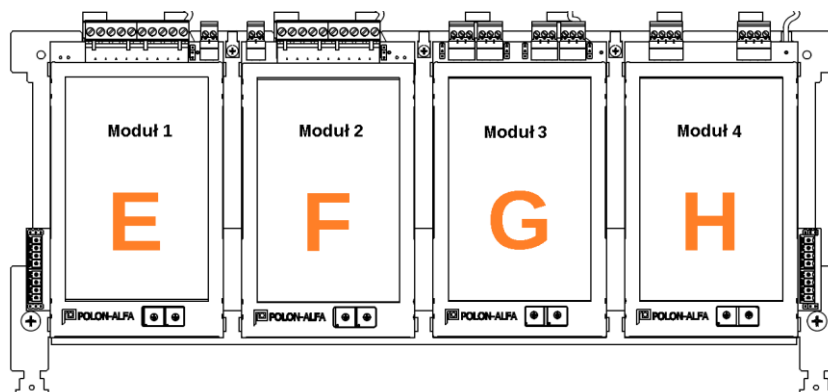 Moduł 1
Moduł 2
Moduł 3
Moduł 4
E
F
G
H
POLON-ALFA
POLON-ALFA
POLON-ALFA
POLON-ALFA